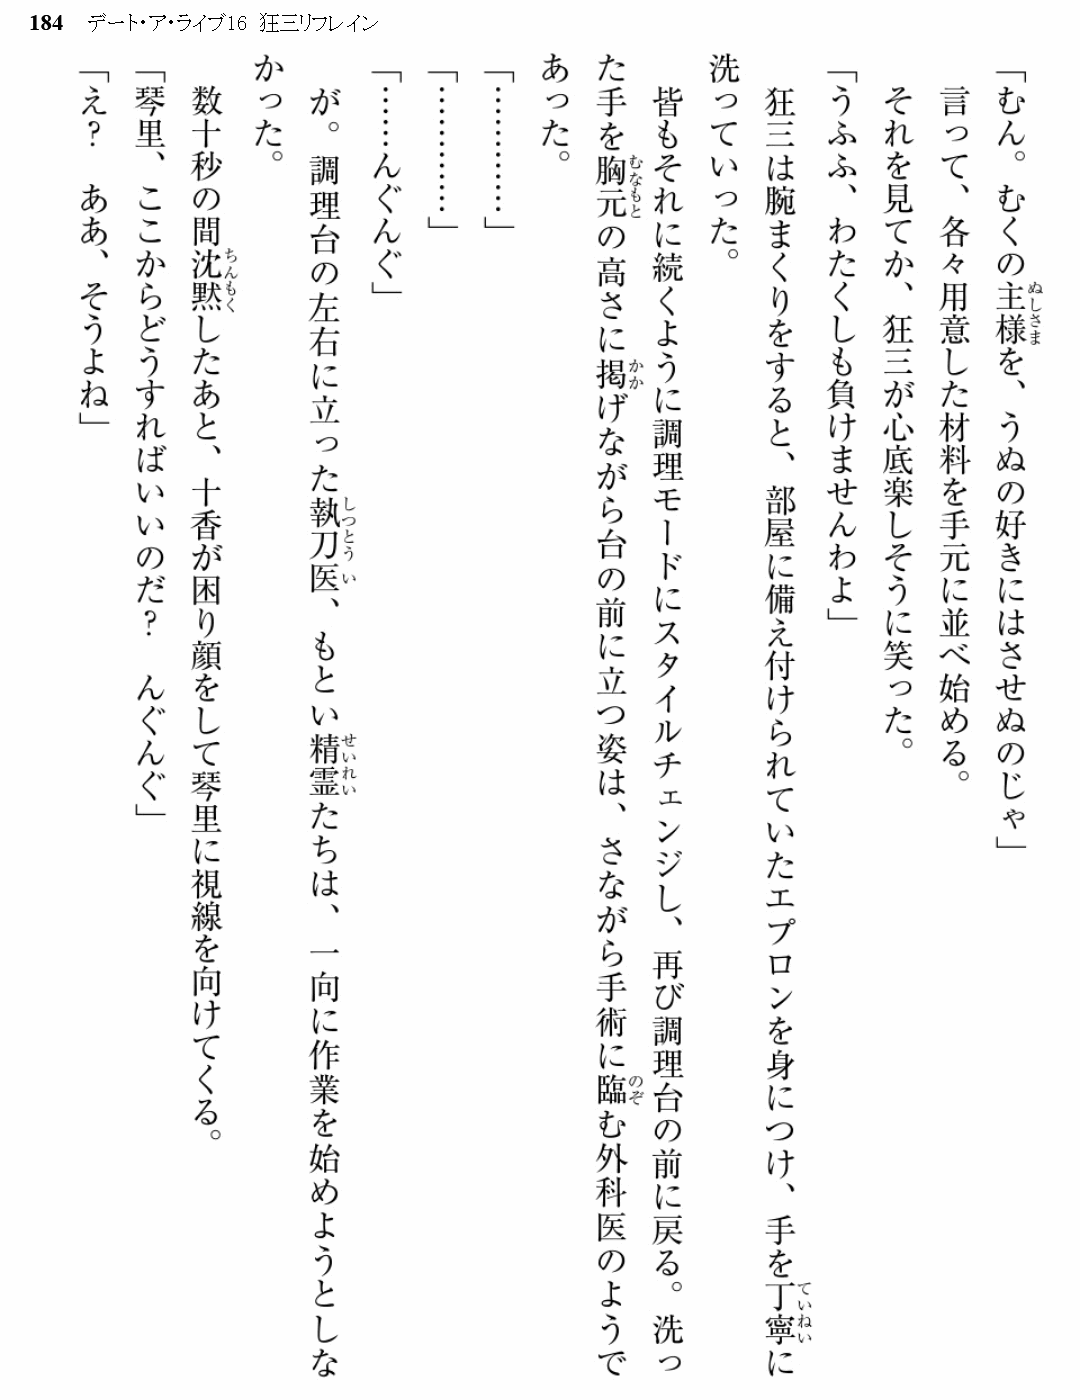 184 デート・ア・ライブ16 狂三リフレイン
「むん。むくの主様を、うぬの好きにはさせぬのじゃ」
言って、各々用意した材料を手元に並べ始める。
それを見てか、狂三が心底楽しそうに笑った。
「うふふ、わたくしも負けませんわよ」
狂三は腕まくりをすると、部屋に備え付けられていたエプロンを身につけ、手を丁寧に
洗っていった。
皆もそれに続くように調理モードにスタイルチェンジし、再び調理台の前に戻る。洗っ
た手を胸元の高さに掲げながら台の前に立つ姿は、さながら手術に臨む外科医のようで
あった。
「…………」
「…………」
「……んぐんぐ」
が。調理台の左右に立った執刀医、もとい精霊たちは、一向に作業を始めようとしな
かった。
数十秒の間沈黙したあと、十香が困り顔をして琴里に視線を向けてくる。
「琴里、ここからどうすればいいのだ？　んぐんぐ」
「え？　ああ、そうよね」